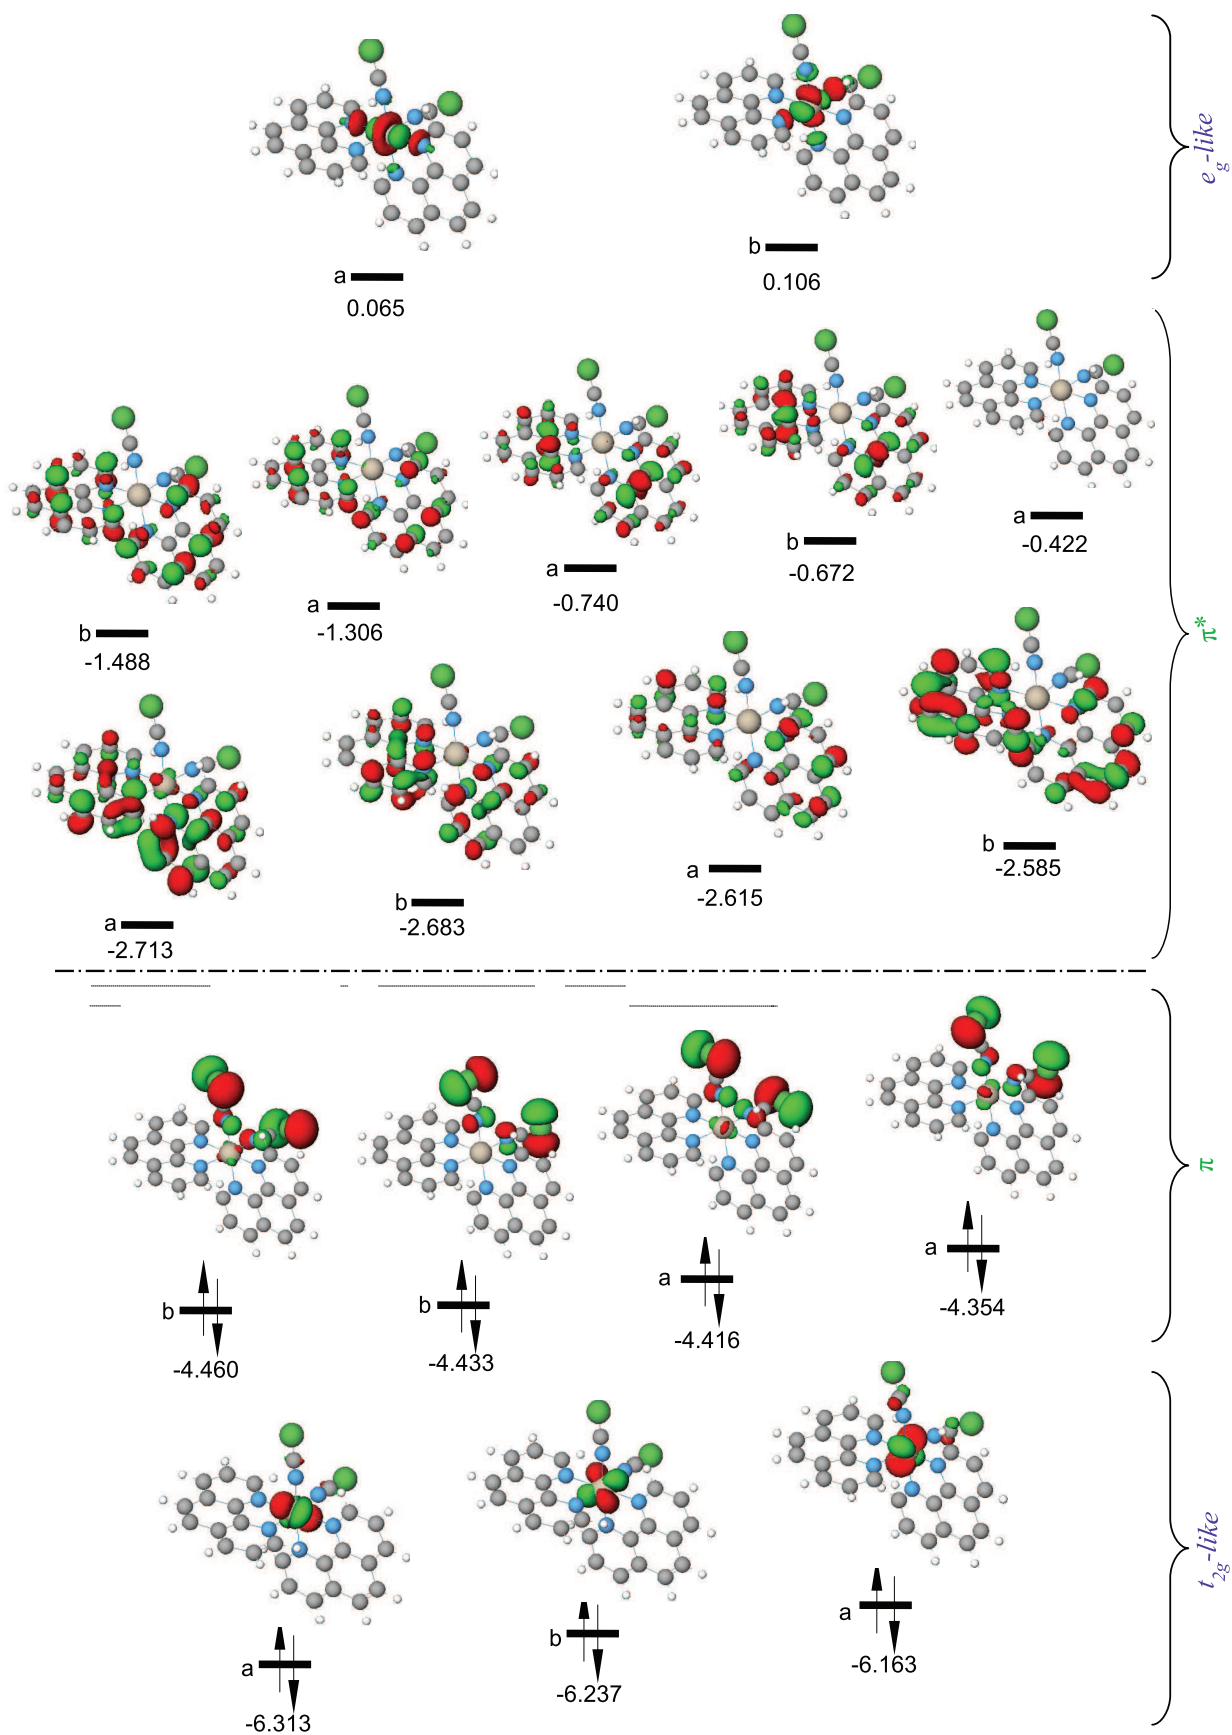 e_g-like
b
0.106
a
0.065
a
-0.422
b
-0.672
a
-0.740
a
-1.306
b
-1.488
π*
b
-2.585
a
-2.615
b
-2.683
a
-2.713
π
a
-4.354
a
-4.416
b
-4.433
b
-4.460
t_2g-like
a
-6.163
b
-6.237
a
-6.313